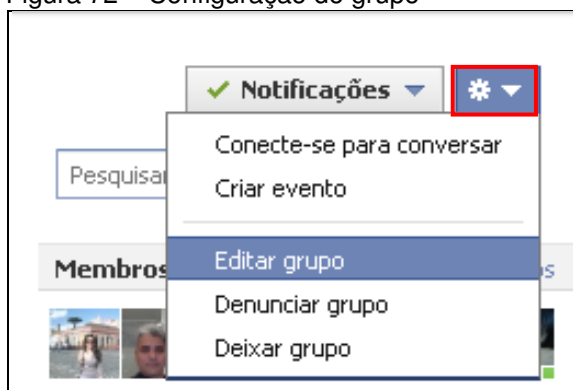 Figura 72 – Configuração do grupo
Notificações
Conecte-se para conversar
Pesquisar
Criar evento
Membros
Editar grupo
Denunciar grupo
Deixar grupo